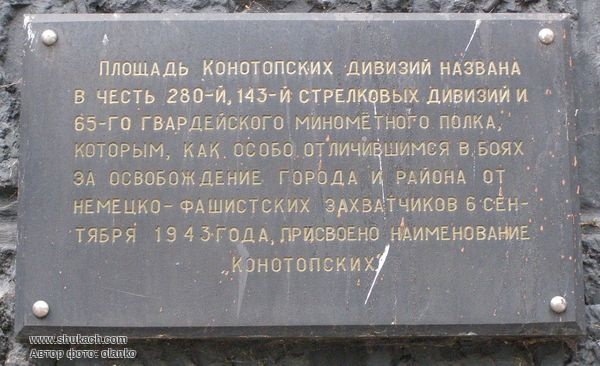 Площадь Конотопских дивизий названа
в честь 280-й, 143-й стрелковых дивизий и
65-го гвардейского миномётного полка,
которым, как особо отличившимся в боях
за освобождение города и района от
немецко-фашистских захватчиков 6 сен-
тября 1943 года, присвоено наименование
„Конотопских”
www.shukach.com
Автор фото: olanko